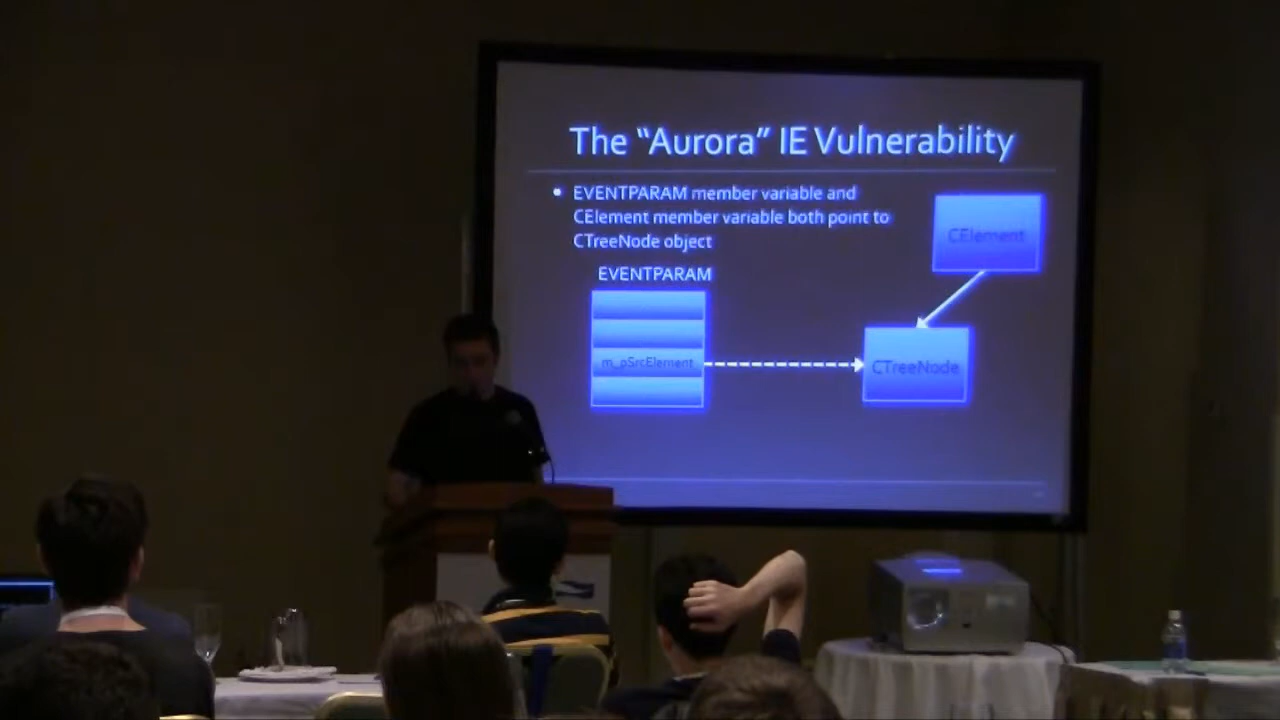 The “Aurora” IE Vulnerability
EVENTPARAM member variable and
CElement member variable both point to
CTreeNode object
EVENTPARAM
CElement
m_pSrcElement
CTreeNode